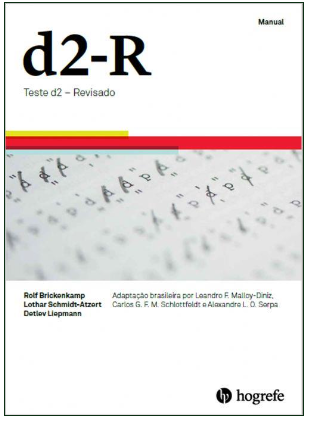 Manual
d2-R
Teste d2 – Revisado
Rolf Brickenkamp
Lothar Schmidt-Atzert
Detlev Liepmann
Adaptação brasileira por Leandro F. Malloy-Diniz,
Carlos G. F. M. Schlottfeldt e Alexandre L. O. Serpa
hogrefe